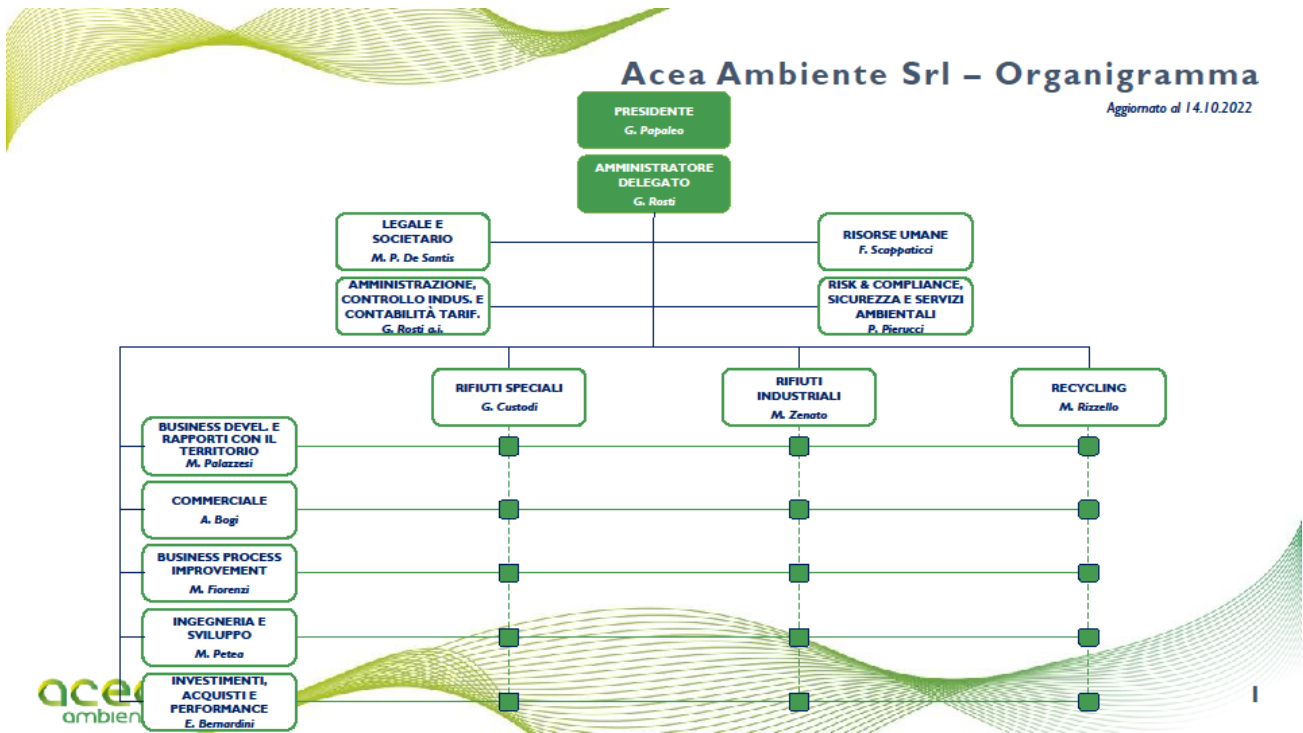 Acea Ambiente Srl – Organigramma
Aggiornato al 14.10.2022
PRESIDENTE
G. Papaleo
AMMINISTRATORE
DELEGATO
G. Rosti
LEGALE E
SOCIETARIO
M. P. De Santis
RISORSE UMANE
F. Scappaticci
AMMINISTRAZIONE,
CONTROLLO INDUS. E
CONTABILITÀ TARIF.
G. Rosti a.i.
RISK & COMPLIANCE,
SICUREZZA E SERVIZI
AMBIENTALI
P. Pierucci
RIFIUTI SPECIALI
G. Custodi
RIFIUTI
INDUSTRIALI
M. Zenato
RECYCLING
M. Rizzello
BUSINESS DEVEL. E
RAPPORTI CON IL
TERRITORIO
M. Palazzesi
COMMERCIALE
A. Bogi
BUSINESS PROCESS
IMPROVEMENT
M. Fiorenzi
INGEGNERIA E
SVILUPPO
M. Petea
INVESTIMENTI,
ACQUISTI E
PERFORMANCE
E. Bernardini
acea
ambien
1